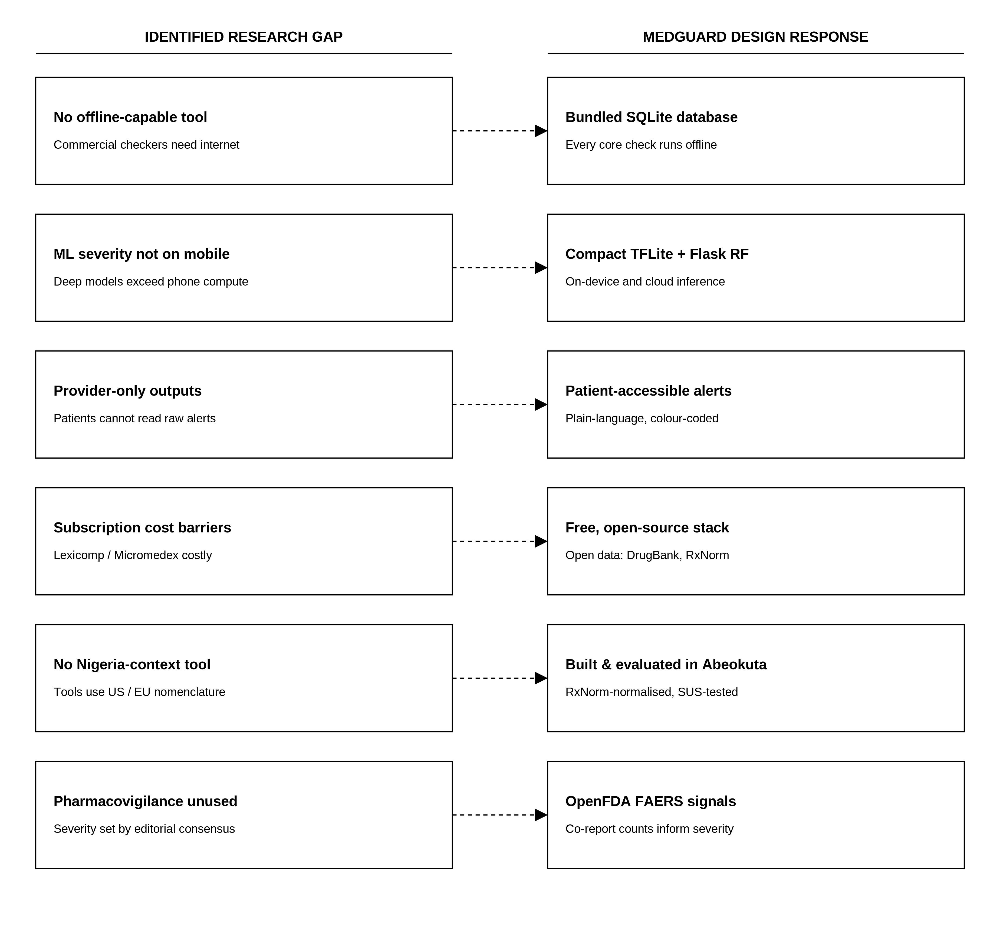 IDENTIFIED RESEARCH GAP
MEDGUARD DESIGN RESPONSE
No offline-capable tool
Commercial checkers need internet
Bundled SQLite database
Every core check runs offline
ML severity not on mobile
Deep models exceed phone compute
Compact TFLite + Flask RF
On-device and cloud inference
Provider-only outputs
Patients cannot read raw alerts
Patient-accessible alerts
Plain-language, colour-coded
Subscription cost barriers
Lexicomp / Micromedex costly
Free, open-source stack
Open data: DrugBank, RxNorm
No Nigeria-context tool
Tools use US / EU nomenclature
Built & evaluated in Abeokuta
RxNorm-normalised, SUS-tested
Pharmacovigilance unused
Severity set by editorial consensus
OpenFDA FAERS signals
Co-report counts inform severity